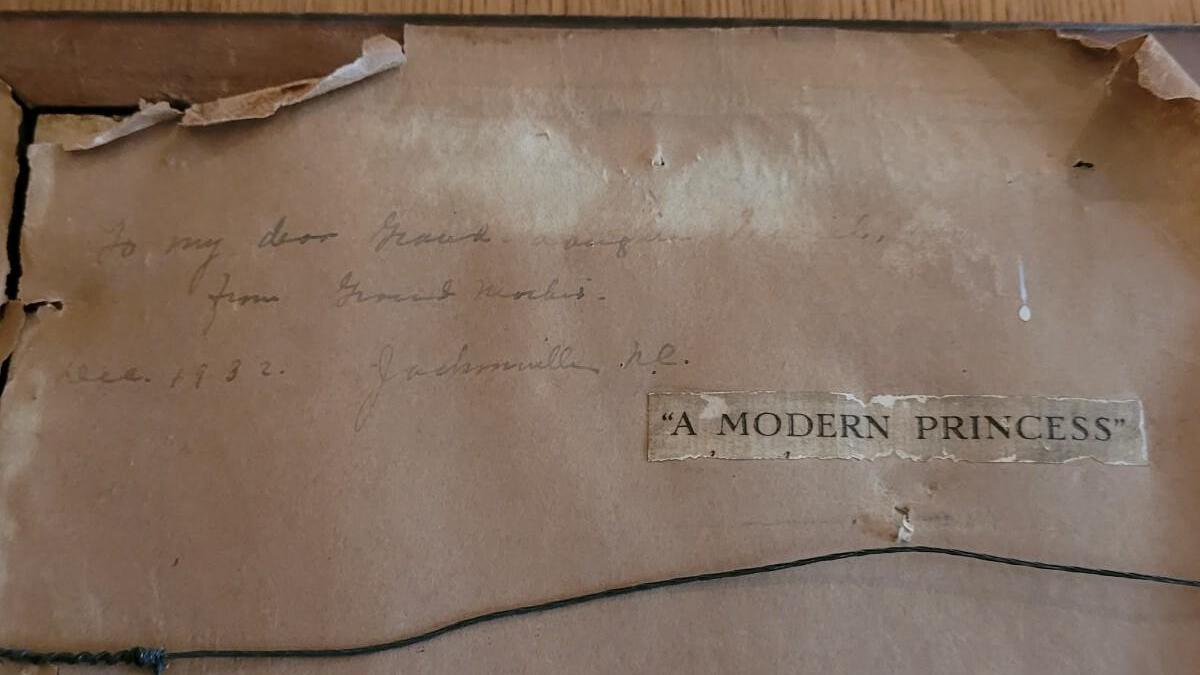 To my dear Grand daughter
from Grand Mother.
Dec. 1932. Jacksonville N.C.
"A MODERN PRINCESS"